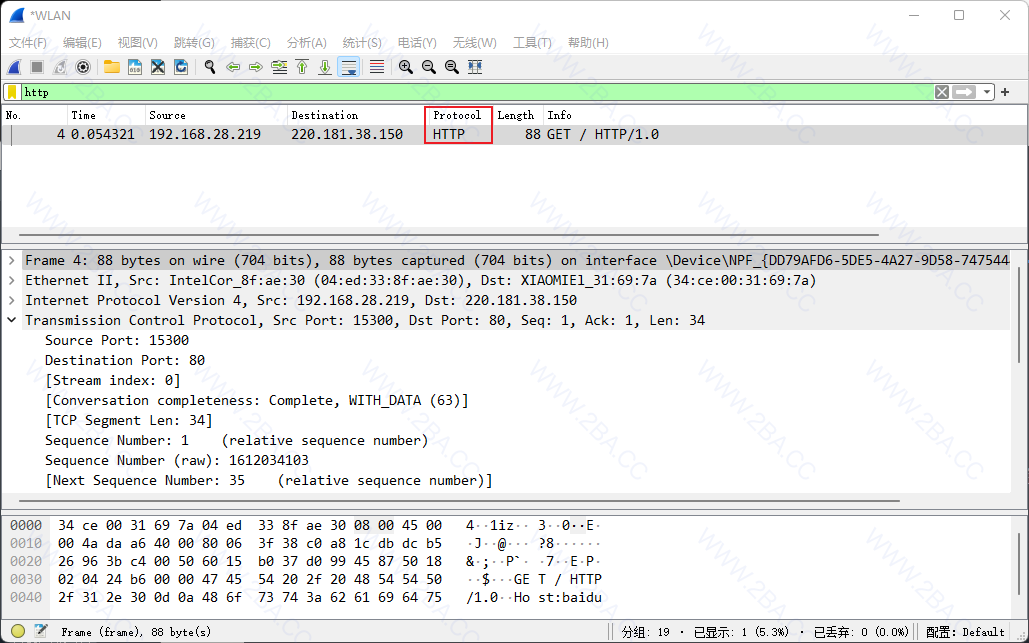 *WLAN
文件(F) 编辑(E) 视图(V) 跳转(G) 捕获(C) 分析(A) 统计(S) 电话(Y) 无线(W) 工具(T) 帮助(H)
http
No. Time Source Destination Protocol Length Info
4 0.054321 192.168.28.219 220.181.38.150 HTTP 88 GET / HTTP/1.0
Frame 4: 88 bytes on wire (704 bits), 88 bytes captured (704 bits) on interface \Device\NPF_{DD79AFD6-5DE5-4A27-9D58-747544
Ethernet II, Src: IntelCor_8f:ae:30 (04:ed:33:8f:ae:30), Dst: XIAOMIEl_31:69:7a (34:ce:00:31:69:7a)
Internet Protocol Version 4, Src: 192.168.28.219, Dst: 220.181.38.150
Transmission Control Protocol, Src Port: 15300, Dst Port: 80, Seq: 1, Ack: 1, Len: 34
Source Port: 15300
Destination Port: 80
[Stream index: 0]
[Conversation completeness: Complete, WITH_DATA (63)]
[TCP Segment Len: 34]
Sequence Number: 1    (relative sequence number)
Sequence Number (raw): 1612034103
[Next Sequence Number: 35    (relative sequence number)]
0000 34 ce 00 31 69 7a 04 ed 33 8f ae 30 08 00 45 00 4··1iz·· 3··0··E·
0010 00 4a da a6 40 00 80 06 3f 38 c0 a8 1c db dc b5 ·J··@··· ?8······
0020 26 96 3b c4 00 50 60 15 b0 37 d0 99 45 87 50 18 &·;··P`· ·7··E·P·
0030 02 04 24 b6 00 00 47 45 54 20 2f 20 48 54 54 50 ··$···GE T / HTTP
0040 2f 31 2e 30 0d 0a 48 6f 73 74 3a 62 61 69 64 75 /1.0··Ho st:baidu
Frame (frame), 88 byte(s) 分组: 19 · 已显示: 1 (5.3%) · 已丢弃: 0 (0.0%) 配置: Default
WWW.2BA.CC